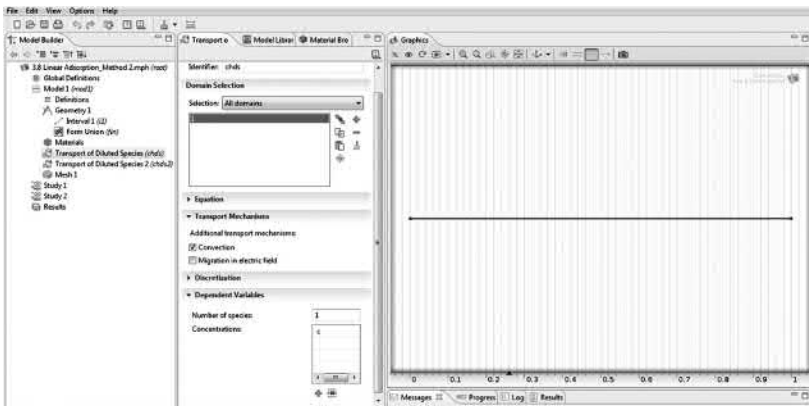 File Edit View Options Help
Model Builder
3.8 Linear Adsorption_Method 2.mph (root)
Global Definitions
Model 1 (mod1)
Definitions
Geometry 1
Interval 1 (i1)
Form Union (fin)
Materials
Transport of Diluted Species (chds)
Transport of Diluted Species 2 (chds2)
Mesh 1
Study 1
Study 2
Results
Transport o Model Librar Material Bro
Identifier: chds
Domain Selection
Selection: All domains
1
Equation
Transport Mechanisms
Additional transport mechanisms:
Convection
Migration in electric field
Discretization
Dependent Variables
Number of species: 1
Concentrations: c
Graphics
0 0.1 0.2 0.3 0.4 0.5 0.6 0.7 0.8 0.9 1
Messages Progress Log Results